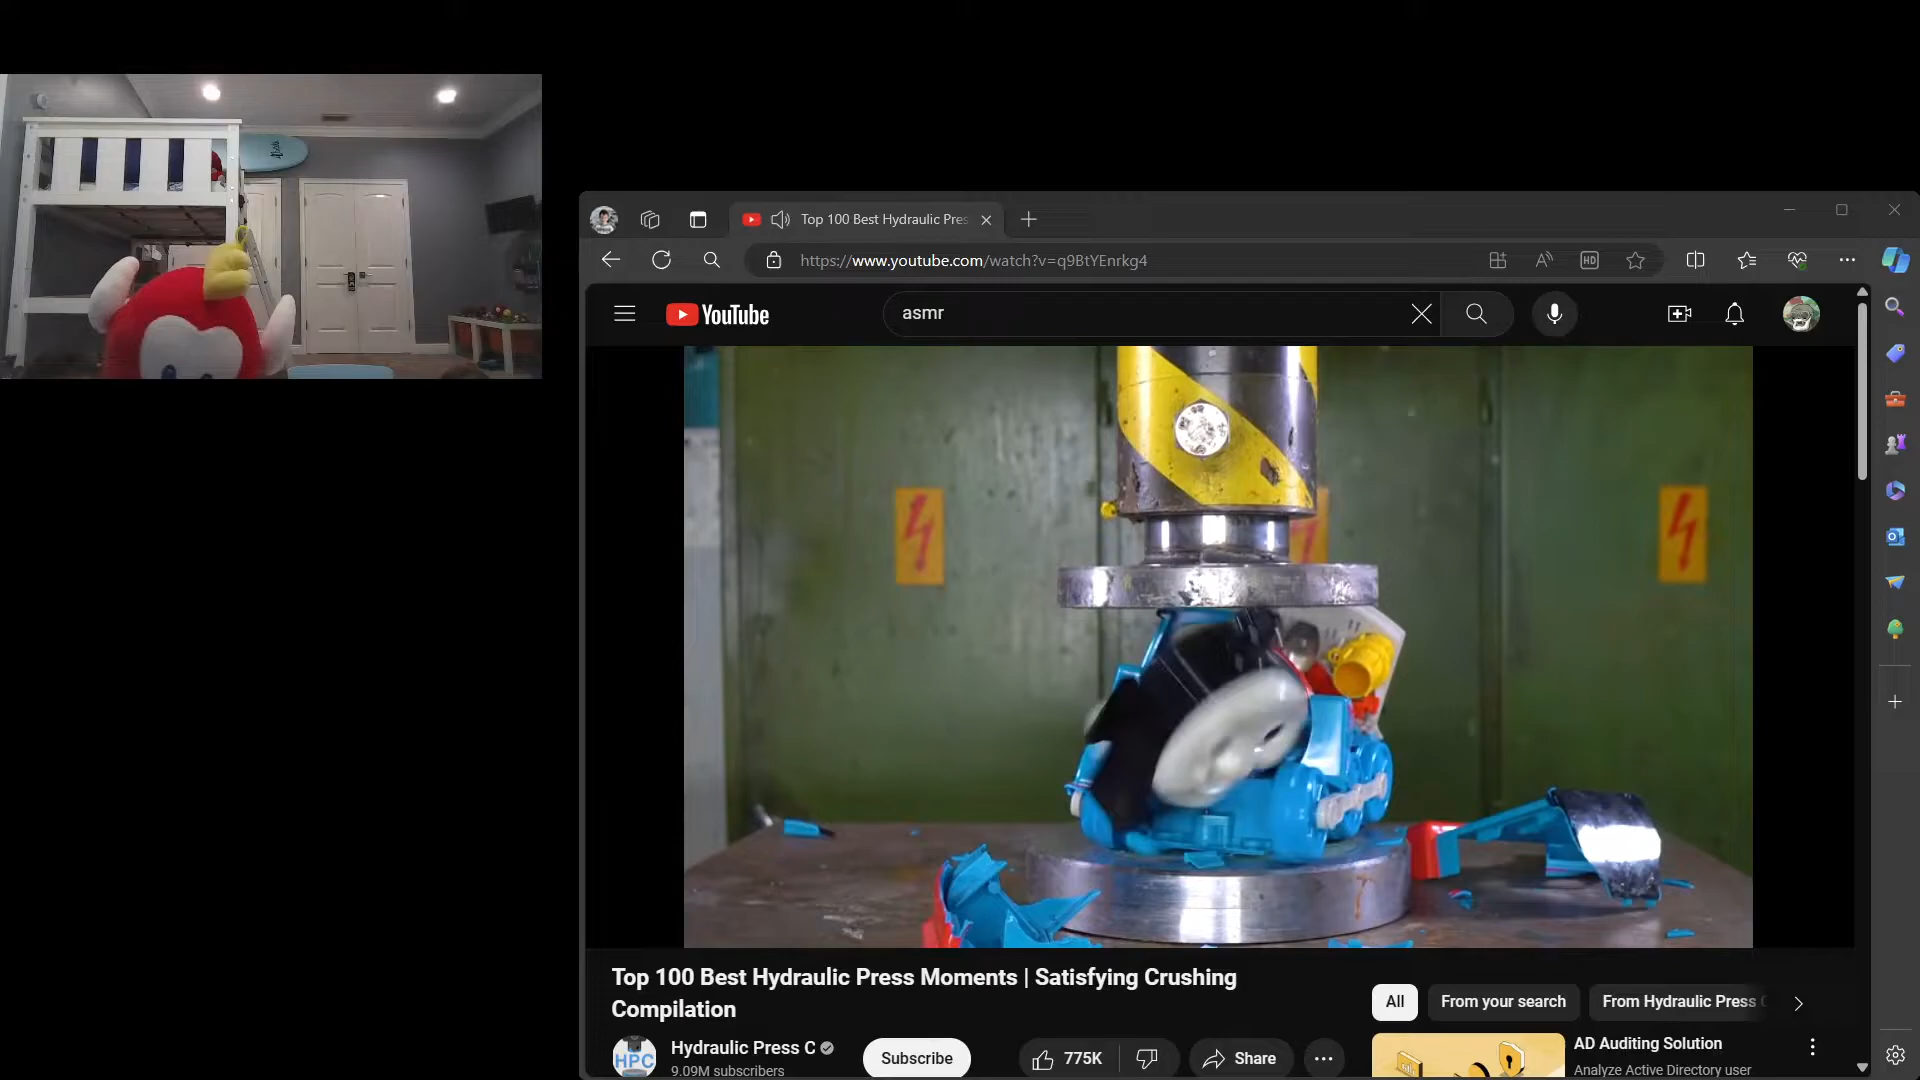 Top 100 Best Hydraulic Pres
https://www.youtube.com/watch?v=q9BtYEnrkg4
HD
YouTube
asmr
Top 100 Best Hydraulic Press Moments | Satisfying Crushing
Compilation
All
From your search
From Hydraulic Press C
HPC
Hydraulic Press C
9.09M subscribers
Subscribe
775K
Share
AD Auditing Solution
Analyze Active Directory user